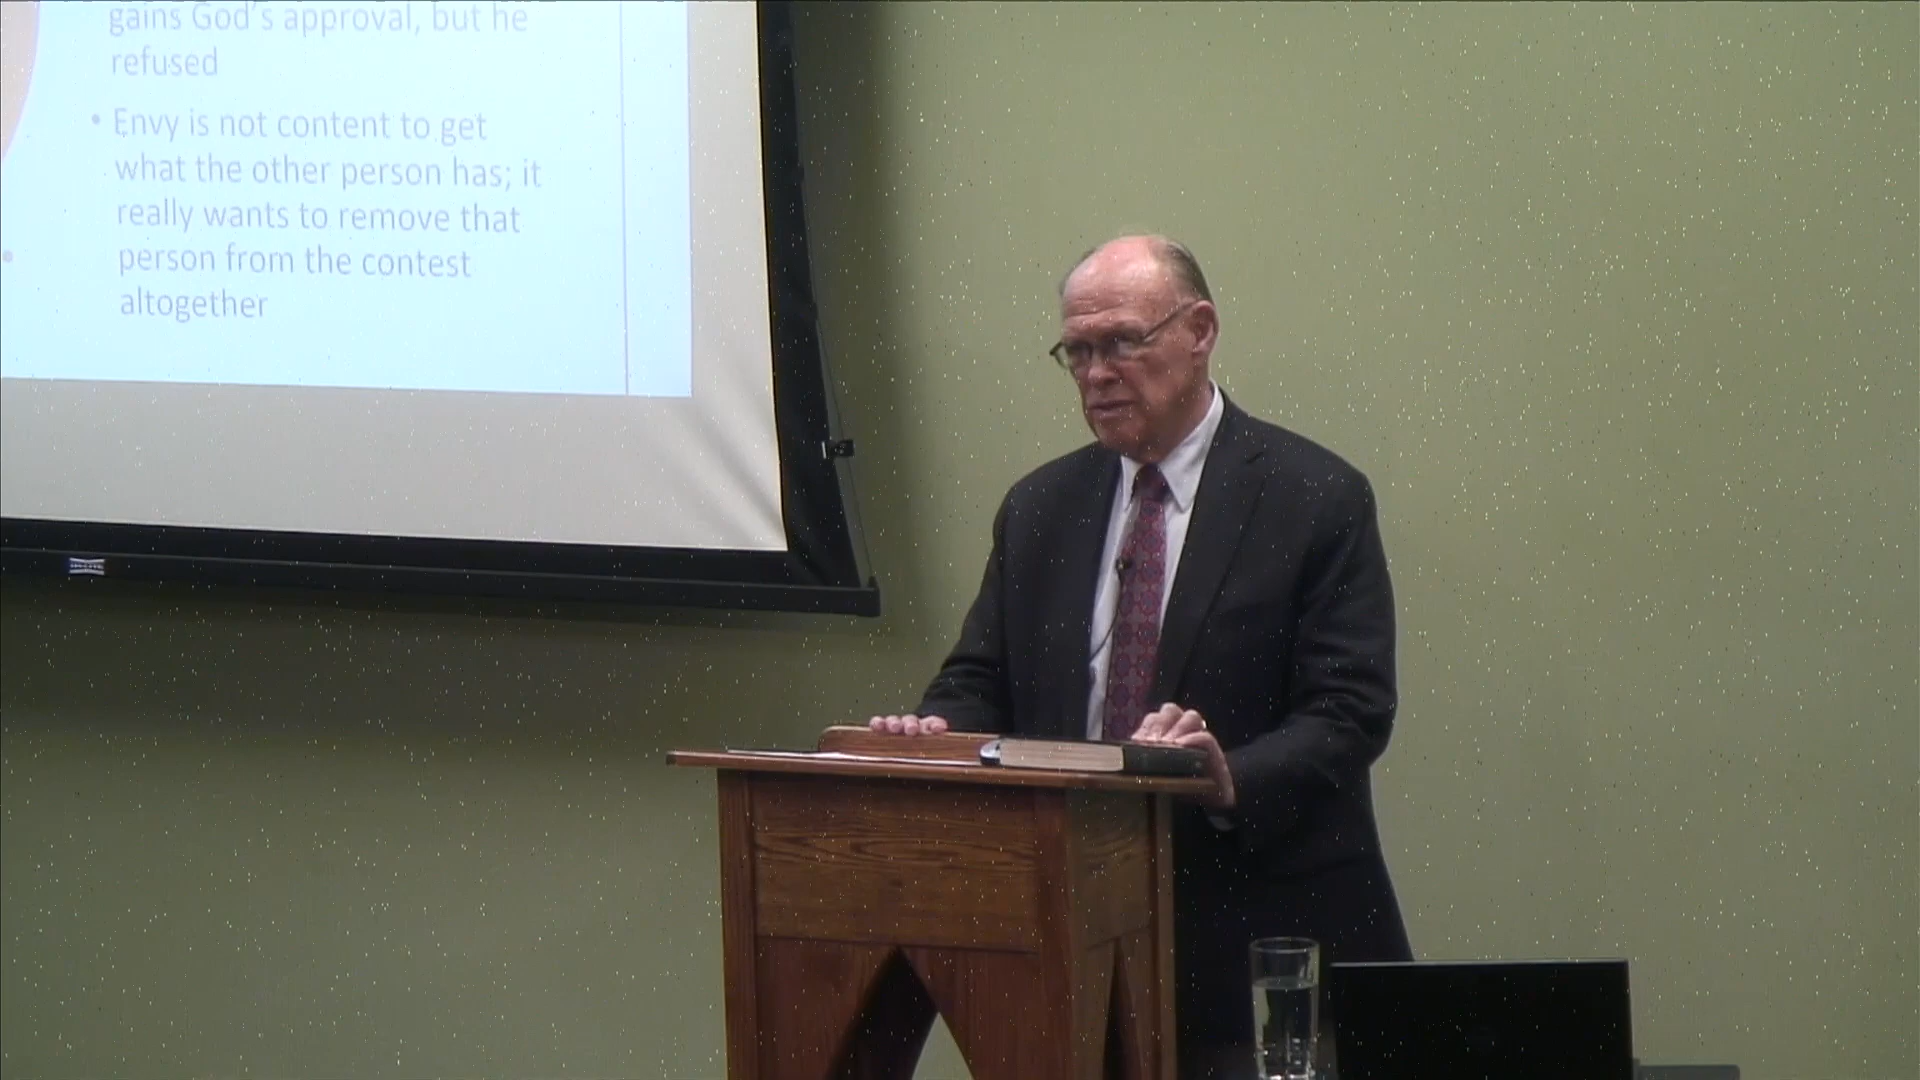 gains God's approval, but he
refused
• Envy is not content to get
what the other person has; it
really wants to remove that
person from the contest
altogether